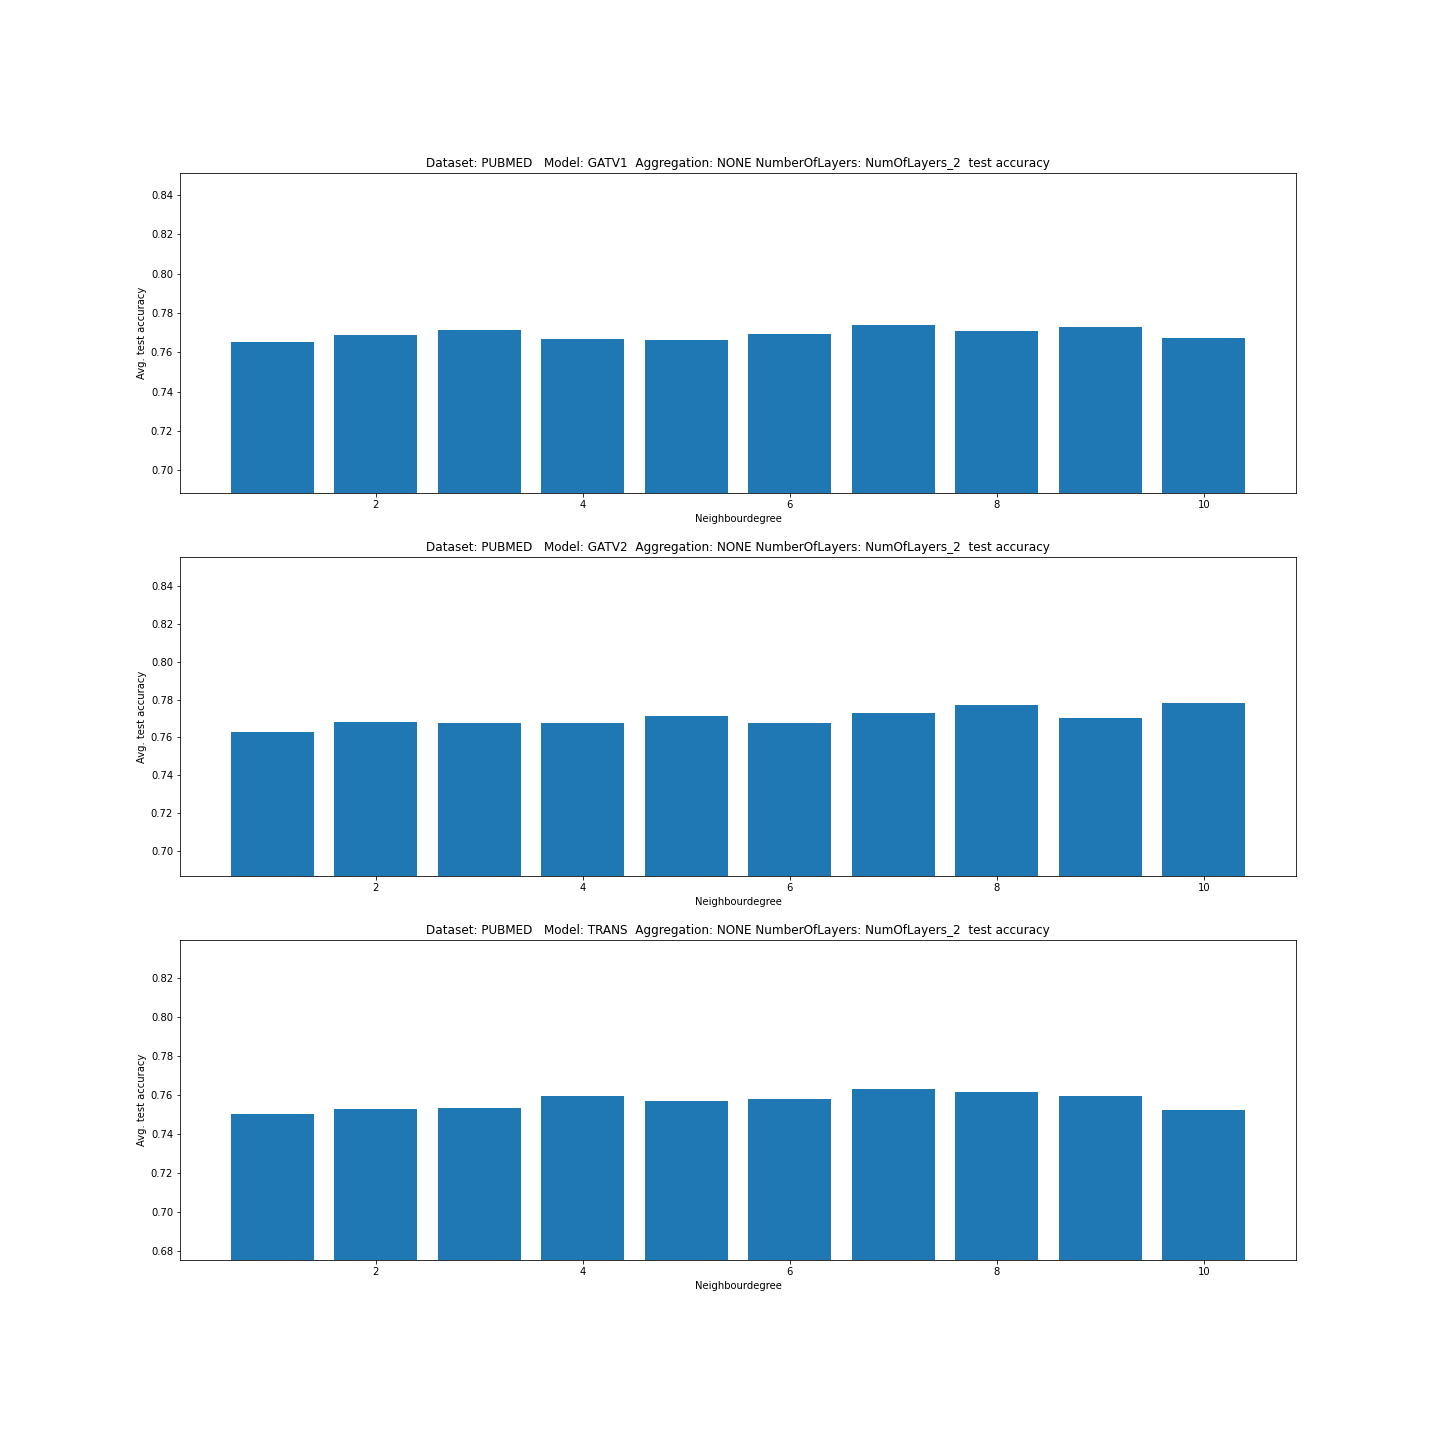 Dataset: PUBMED   Model: GATV1  Aggregation: NONE NumberOfLayers: NumOfLayers_2  test accuracy
0.84
0.82
0.80
0.78
0.76
0.74
0.72
0.70
Avg. test accuracy
2 4 6 8 10
Neighbourdegree
Dataset: PUBMED   Model: GATV2  Aggregation: NONE NumberOfLayers: NumOfLayers_2  test accuracy
0.84
0.82
0.80
0.78
0.76
0.74
0.72
0.70
Avg. test accuracy
2 4 6 8 10
Neighbourdegree
Dataset: PUBMED   Model: TRANS  Aggregation: NONE NumberOfLayers: NumOfLayers_2  test accuracy
0.82
0.80
0.78
0.76
0.74
0.72
0.70
0.68
Avg. test accuracy
2 4 6 8 10
Neighbourdegree